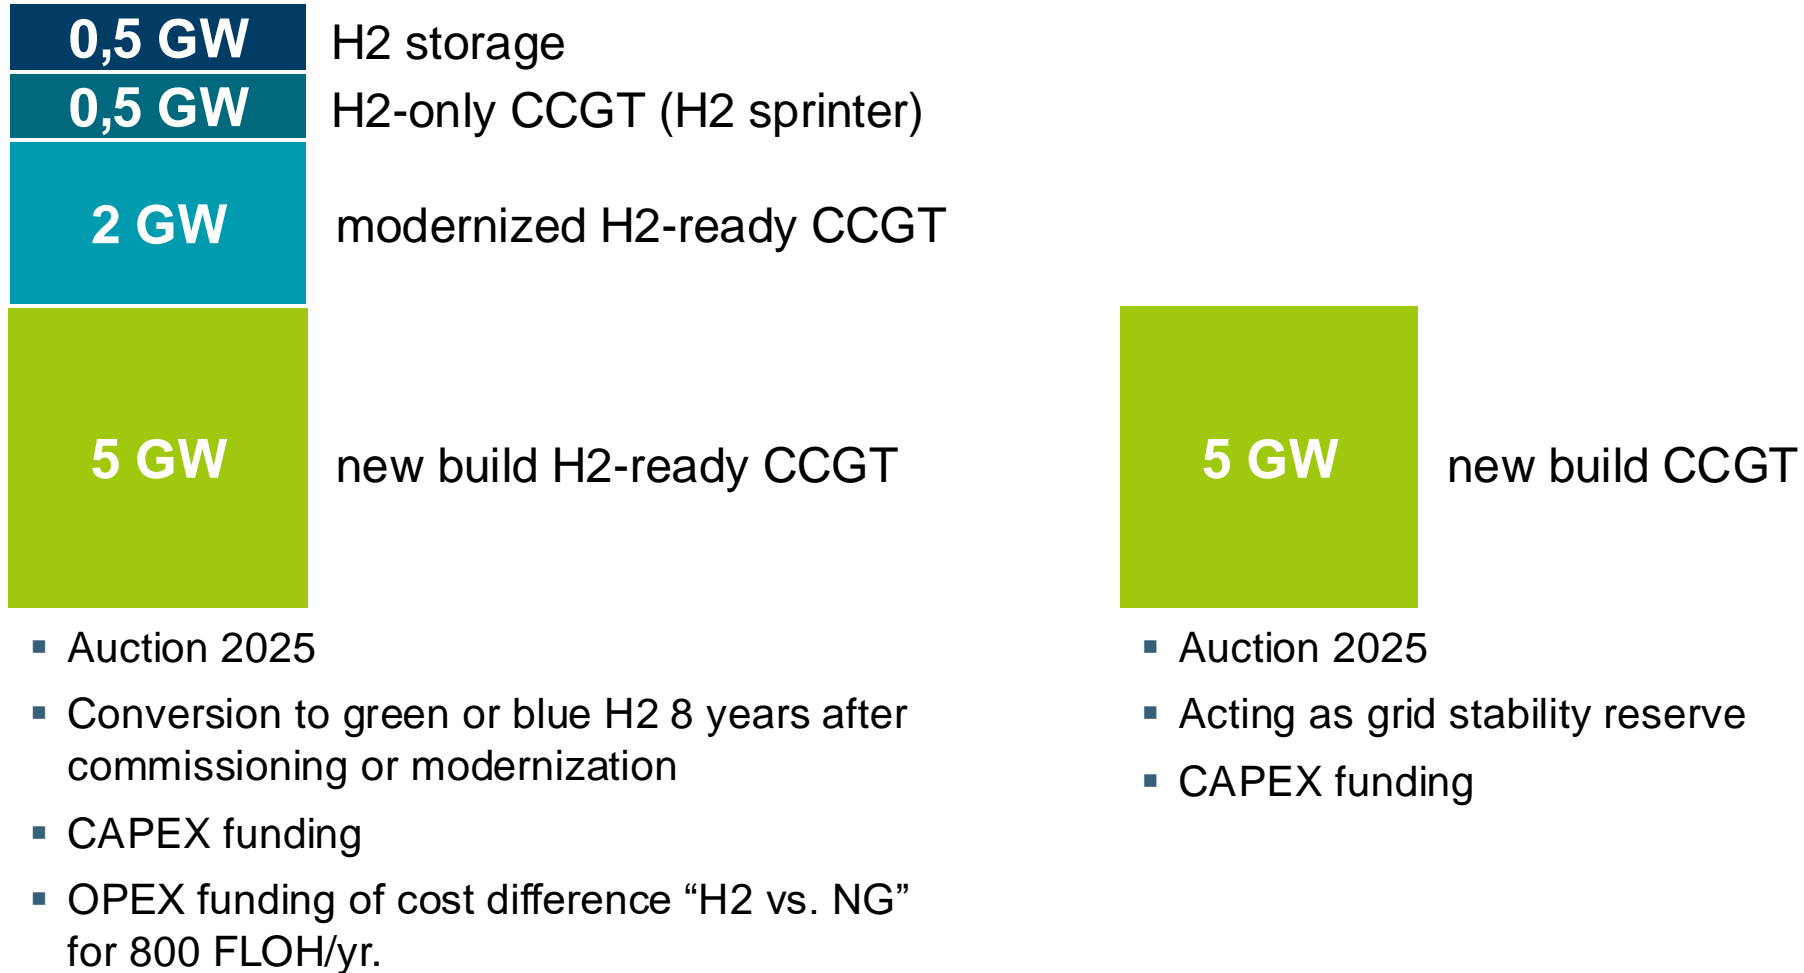 0,5 GW H2 storage
0,5 GW H2-only CCGT (H2 sprinter)
2 GW modernized H2-ready CCGT
5 GW new build H2-ready CCGT
▪ Auction 2025
▪ Conversion to green or blue H2 8 years after
commissioning or modernization
▪ CAPEX funding
▪ OPEX funding of cost difference “H2 vs. NG”
for 800 FLOH/yr.
5 GW new build CCGT
▪ Auction 2025
▪ Acting as grid stability reserve
▪ CAPEX funding